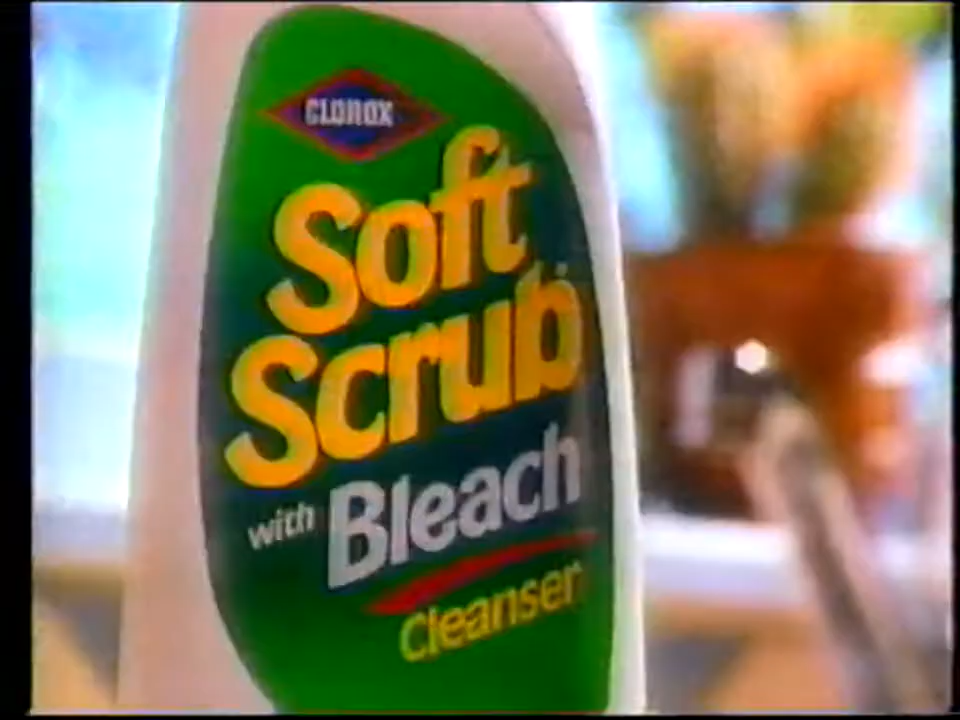 CLOROX
Soft
Scrub
with Bleach
Cleanser